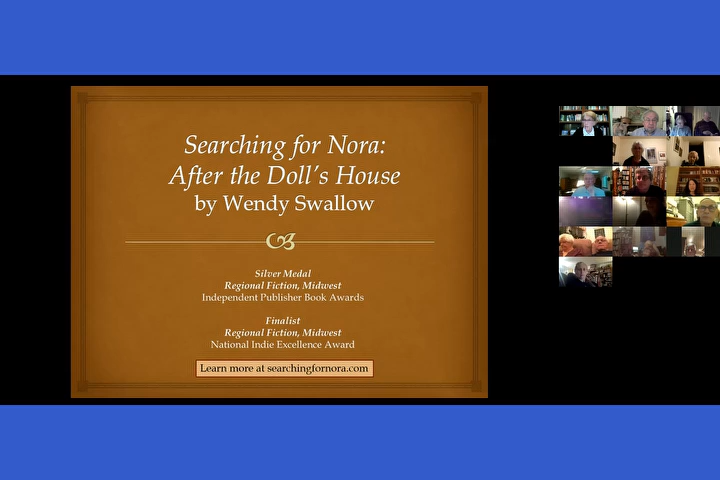 Searching for Nora:
After the Doll's House
by Wendy Swallow
Silver Medal
Regional Fiction, Midwest
Independent Publisher Book Awards
Finalist
Regional Fiction, Midwest
National Indie Excellence Award
Learn more at searchingfornora.com